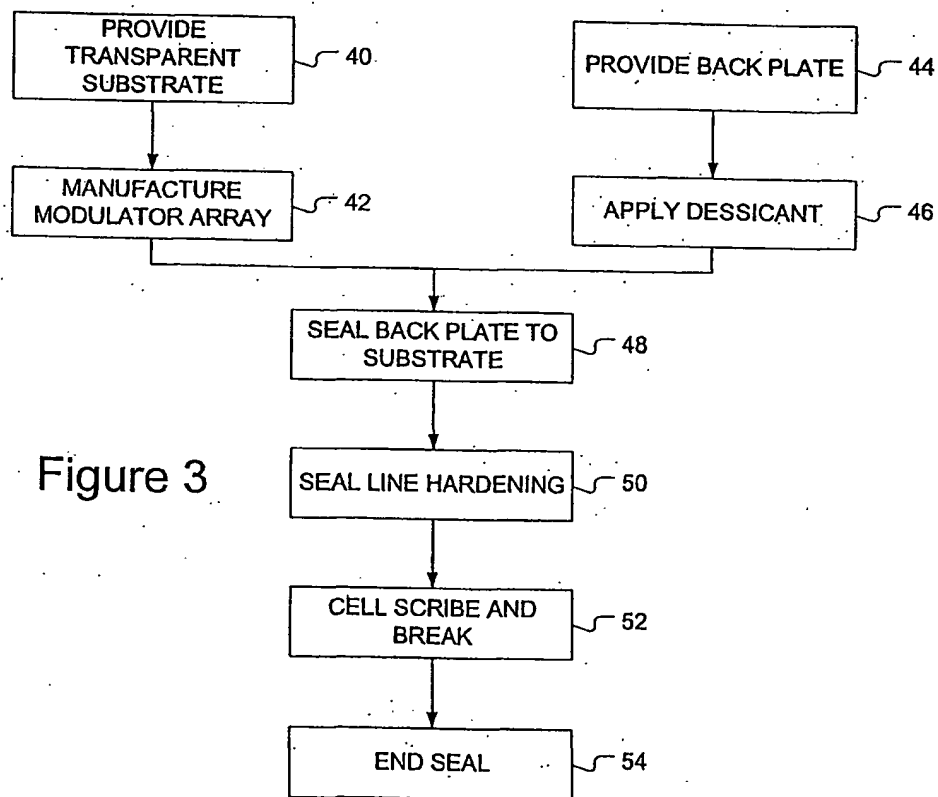 PROVIDE
TRANSPARENT
SUBSTRATE
40
MANUFACTURE
MODULATOR ARRAY
42
PROVIDE BACK PLATE
44
APPLY DESSICANT
46
SEAL BACK PLATE TO
SUBSTRATE
48
Figure 3
SEAL LINE HARDENING
50
CELL SCRIBE AND
BREAK
52
END SEAL
54